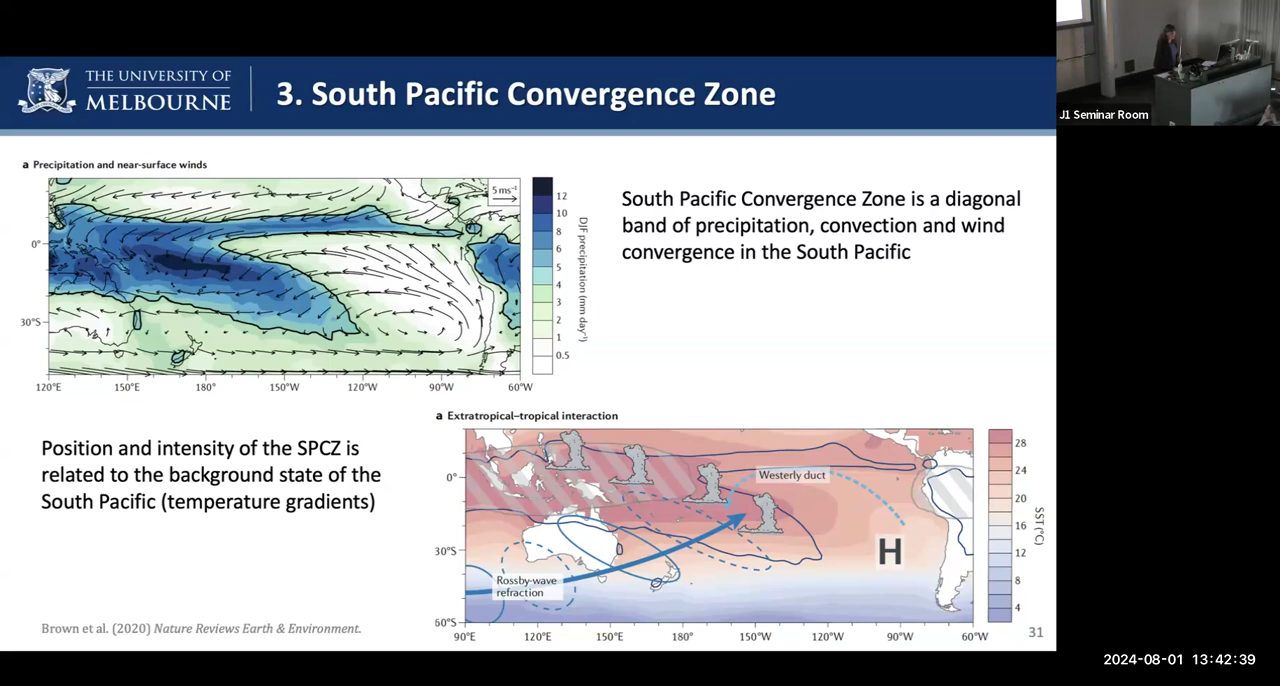 THE UNIVERSITY OF
MELBOURNE
3. South Pacific Convergence Zone
J1 Seminar Room
a Precipitation and near-surface winds
5 ms⁻¹
0°
30°S
120°E 150°E 180° 150°W 120°W 90°W 60°W
12
10
8
6
5
4
3
2
1
0.5
DJF precipitation (mm day⁻¹)
South Pacific Convergence Zone is a diagonal
band of precipitation, convection and wind
convergence in the South Pacific
Position and intensity of the SPCZ is
related to the background state of the
South Pacific (temperature gradients)
a Extratropical–tropical interaction
Westerly duct
H
Rossby-wave
refraction
0°
30°S
60°S
90°E 120°E 150°E 180° 150°W 120°W 90°W 60°W
28
24
20
16
12
8
4
SST (°C)
Brown et al. (2020) Nature Reviews Earth & Environment.
31
2024-08-01 13:42:39